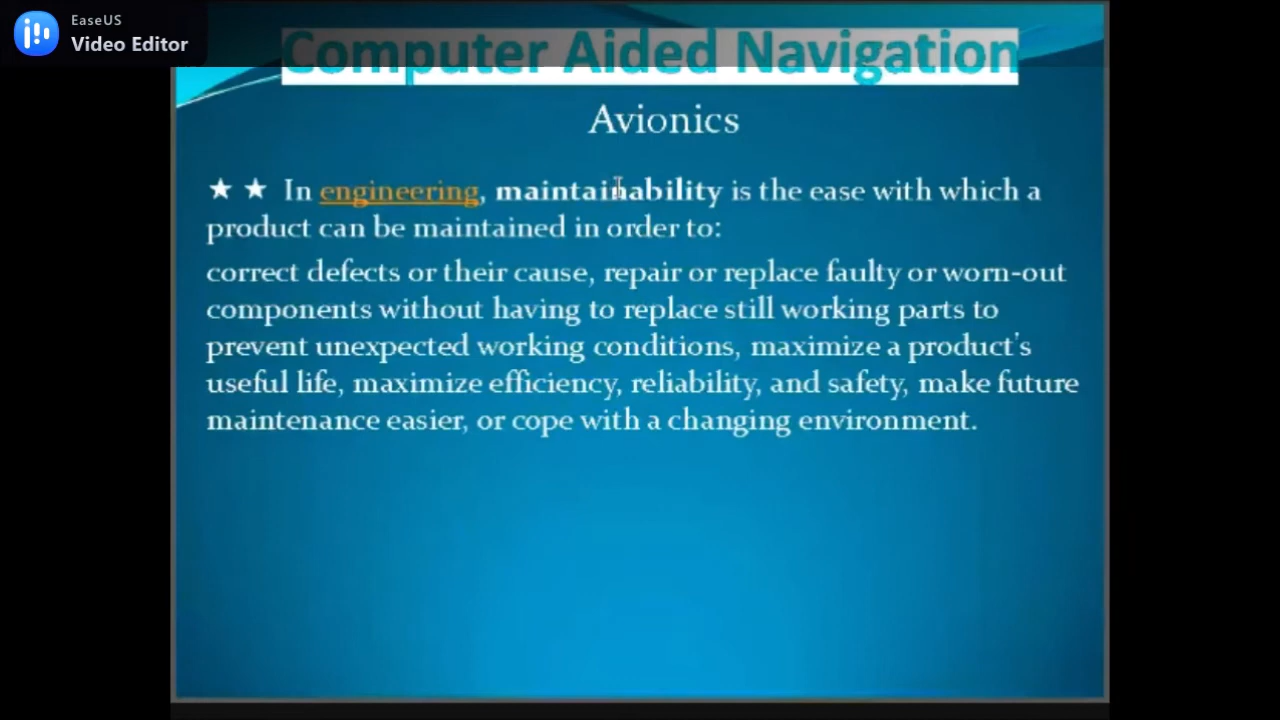 EaseUS
Video Editor
Computer Aided Navigation
Avionics
★ ★ In engineering, maintainability is the ease with which a
product can be maintained in order to:
correct defects or their cause, repair or replace faulty or worn-out
components without having to replace still working parts to
prevent unexpected working conditions, maximize a product's
useful life, maximize efficiency, reliability, and safety, make future
maintenance easier, or cope with a changing environment.